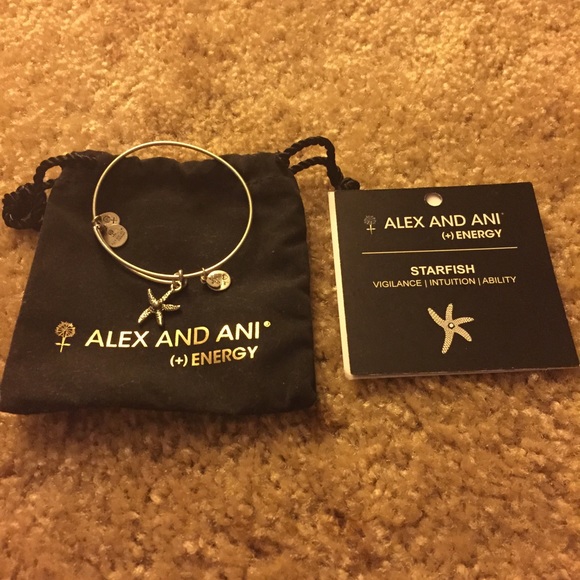 ALEX AND ANI®
(+) ENERGY
ALEX AND ANI®
(+) ENERGY
STARFISH
VIGILANCE | INTUITION | ABILITY